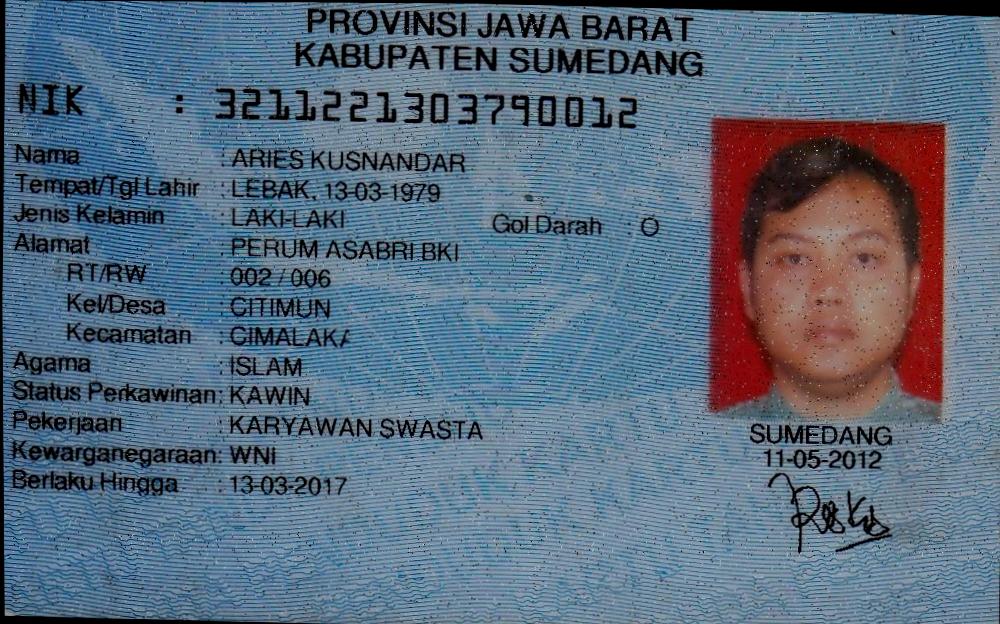 PROVINSI JAWA BARAT
KABUPATEN SUMEDANG
NIK : 3211221303790012
Nama : ARIES KUSNANDAR
Tempat/Tgl Lahir : LEBAK, 13-03-1979
Jenis Kelamin : LAKI-LAKI Gol Darah : O
Alamat : PERUM ASABRI BKI
RT/RW : 002 / 006
Kel/Desa : CITIMUN
Kecamatan : CIMALAKA
Agama : ISLAM
Status Perkawinan: KAWIN
Pekerjaan : KARYAWAN SWASTA
Kewarganegaraan: WNI
Berlaku Hingga : 13-03-2017
SUMEDANG
11-05-2012